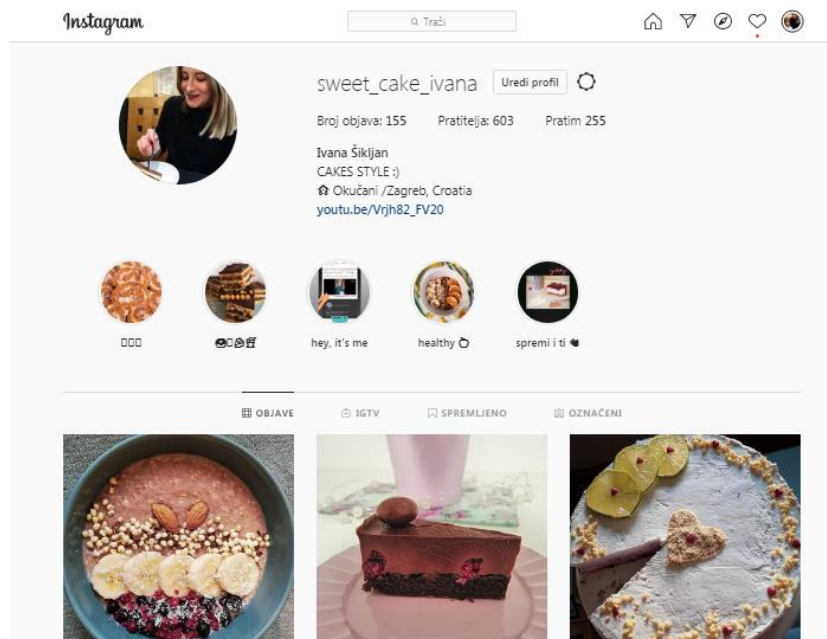 Instagram
Traži
sweet_cake_ivana Uredi profil
Broj objava: 155 Pratitelja: 603 Pratim 255
Ivana Šikljan
CAKES STYLE :)
Okučani /Zagreb, Croatia
youtu.be/Vrjh82_FV20
hey, it's me healthy spremi i ti
OBJAVE IGTV SPREMLJENO OZNAČENI